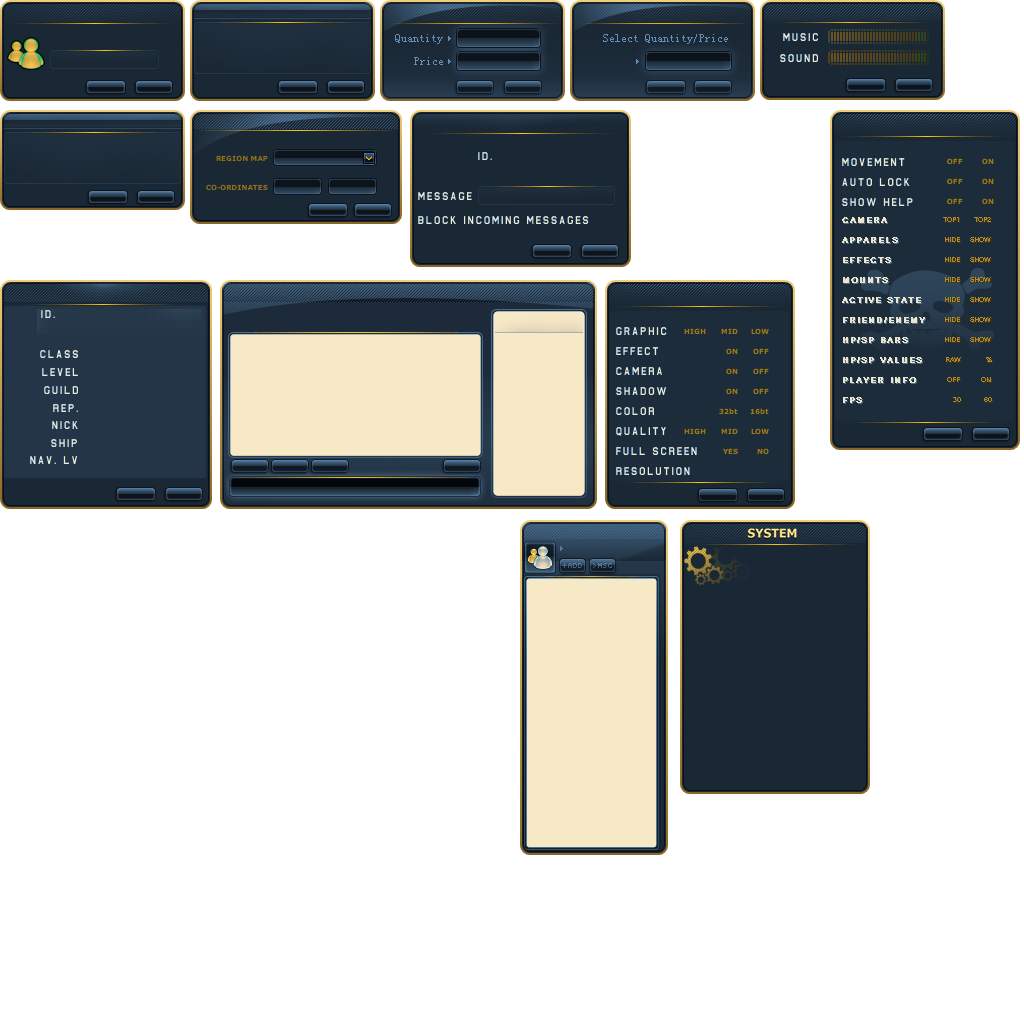 Quantity
Price
Select Quantity/Price
MUSIC
SOUND
REGION MAP
CO-ORDINATES
ID.
MESSAGE
BLOCK INCOMING MESSAGES
MOVEMENT OFF ON
AUTO LOCK OFF ON
SHOW HELP OFF ON
CAMERA TOP1 TOP2
APPARELS HIDE SHOW
EFFECTS HIDE SHOW
MOUNTS HIDE SHOW
ACTIVE STATE HIDE SHOW
FRIEND/ENEMY HIDE SHOW
HP/SP BARS HIDE SHOW
HP/SP VALUES RAW %
PLAYER INFO OFF ON
FPS 30 60
ID.
CLASS
LEVEL
GUILD
REP.
NICK
SHIP
NAV. LV
GRAPHIC HIGH MID LOW
EFFECT ON OFF
CAMERA ON OFF
SHADOW ON OFF
COLOR 32bt 16bt
QUALITY HIGH MID LOW
FULL SCREEN YES NO
RESOLUTION
+ADD >MSG
SYSTEM